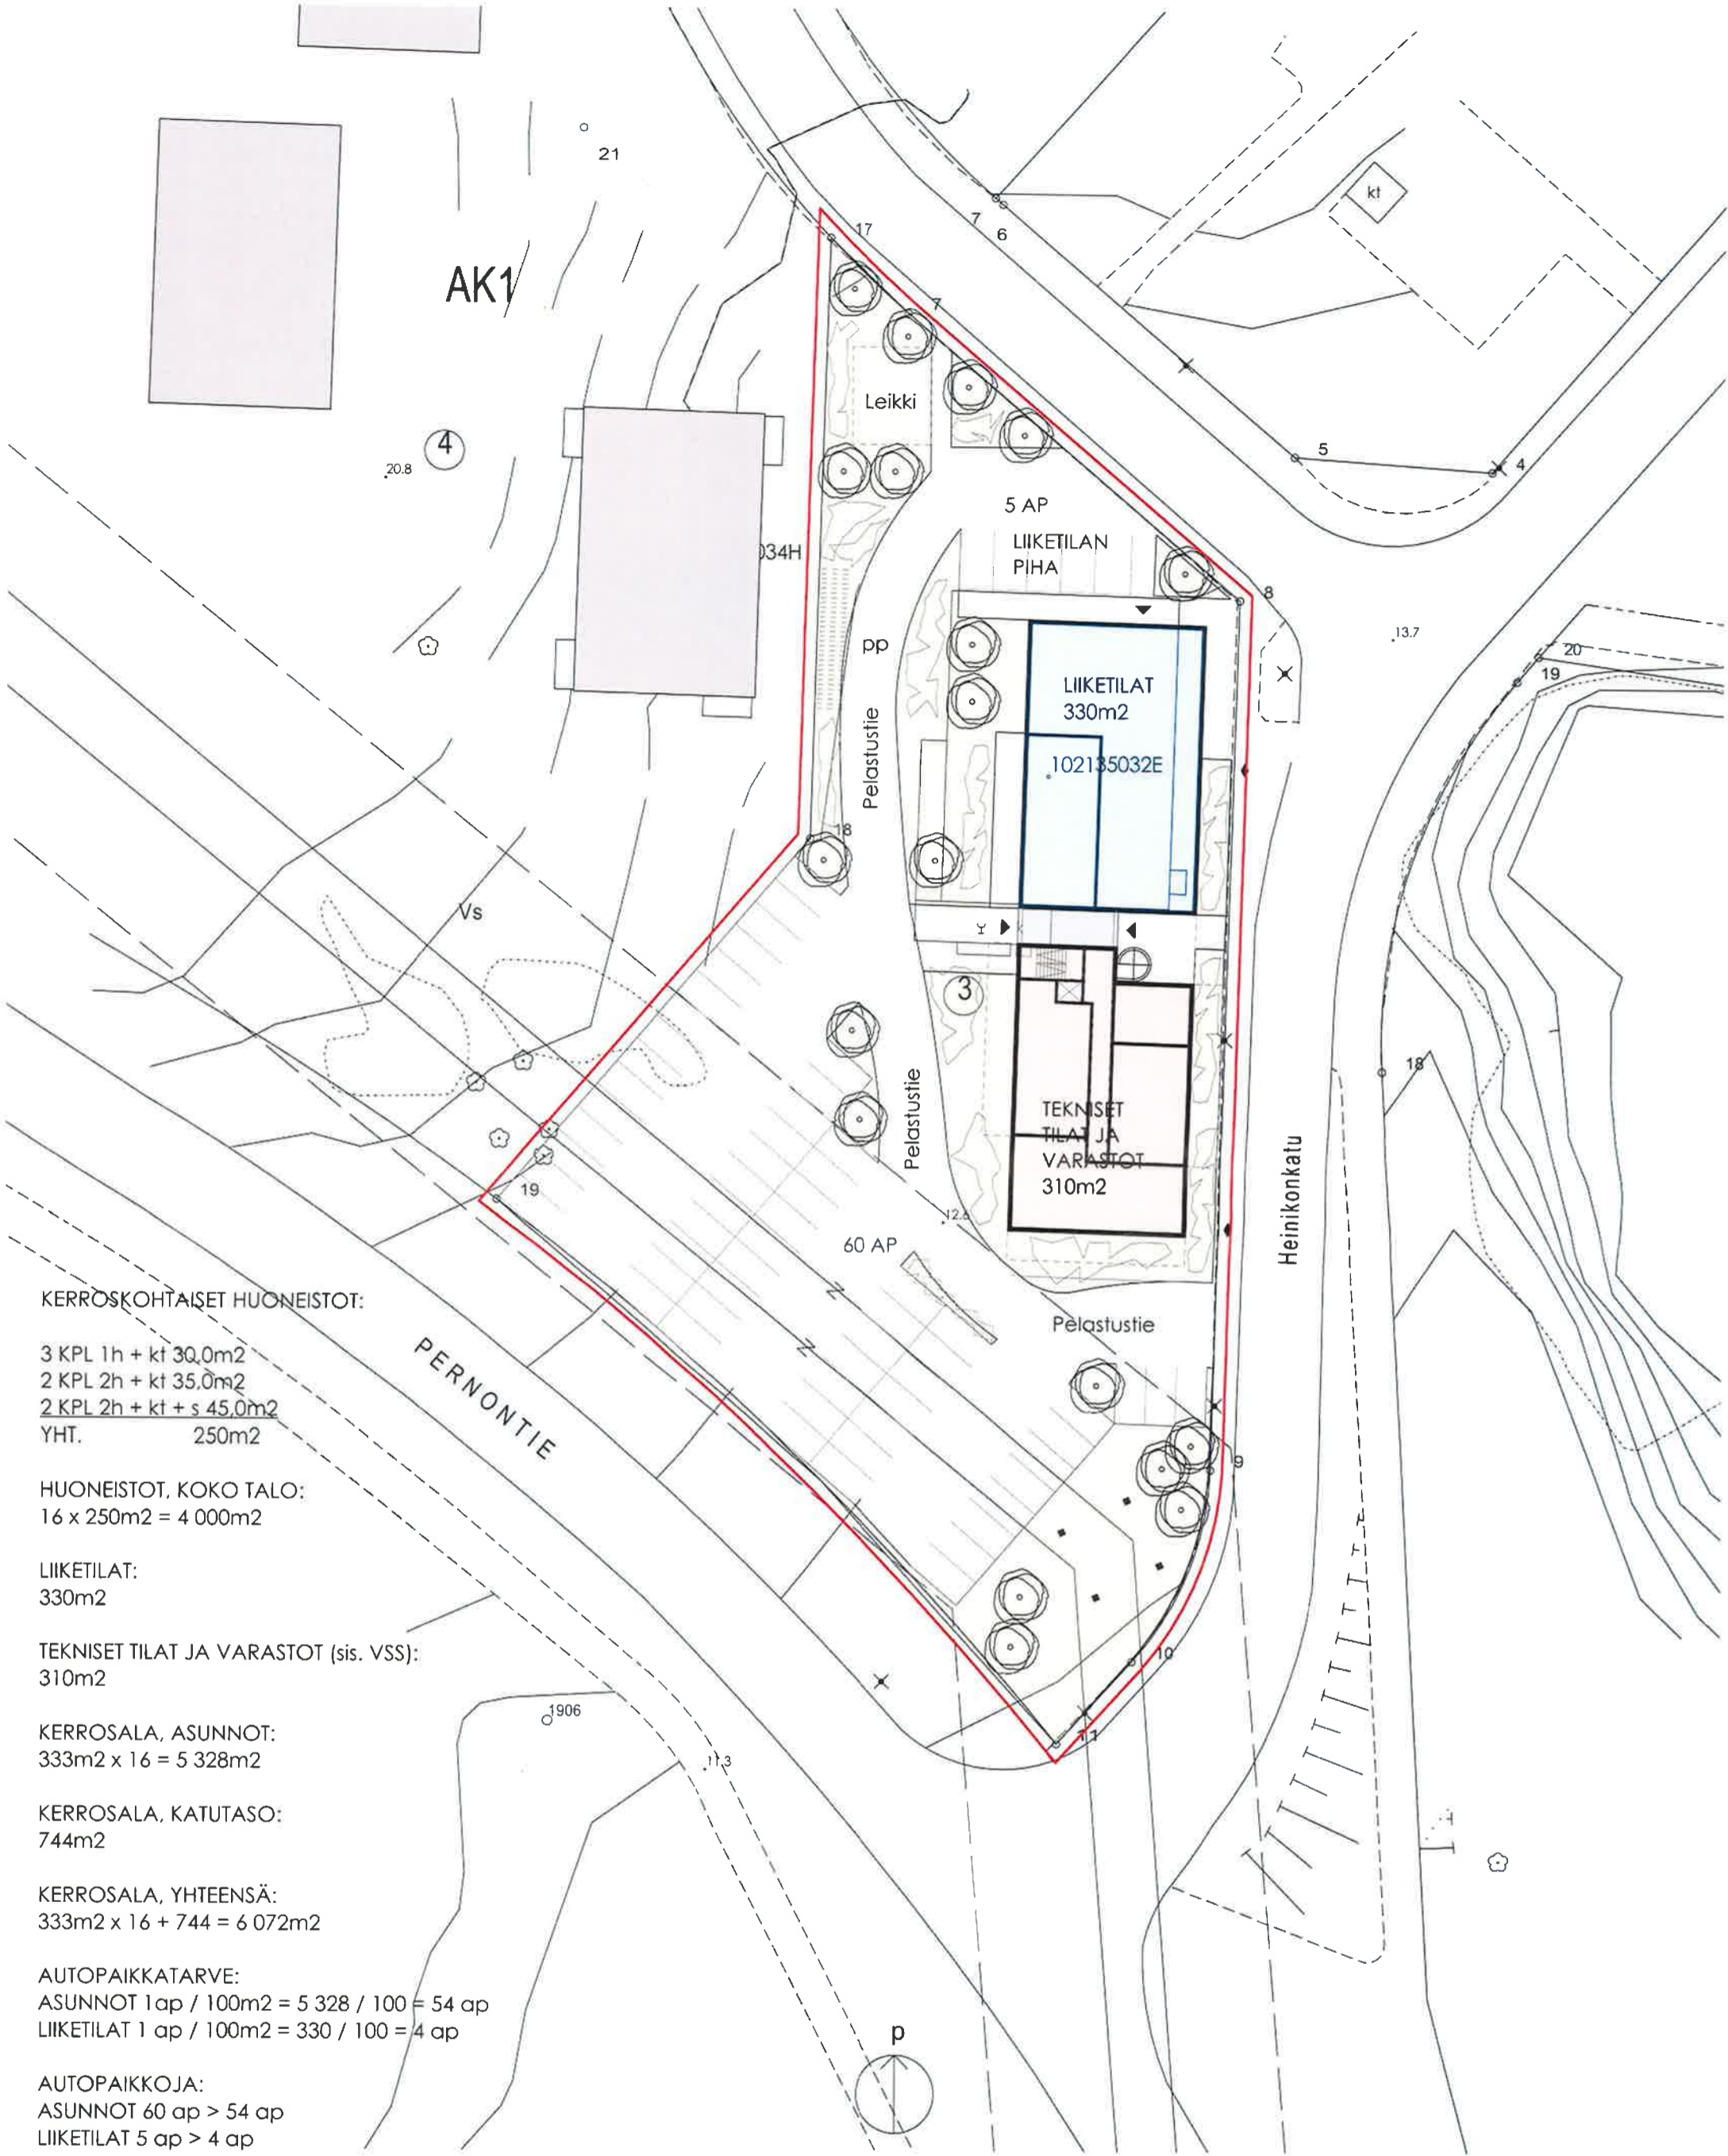 21
AK1
17
7
6
7
kt
Leikki
5
4
4
20.8
5 AP
LIIKETILAN
PIHA
034H
8
13.7
20
19
pp
LIIKETILAT
330m2
Pelastustie
102135032E
18
Vs
3
18
TEKNISET
TILAT JA
VARASTOT
310m2
Pelastustie
Heinikonkatu
19
12.6
60 AP
Pelastustie
PERNONTIE
9
10
11
1906
11.3
KERROSKOHTAISET HUONEISTOT:
3 KPL 1h + kt 30,0m2
2 KPL 2h + kt 35,0m2
2 KPL 2h + kt + s 45,0m2
YHT. 250m2
HUONEISTOT, KOKO TALO:
16 x 250m2 = 4 000m2
LIIKETILAT:
330m2
TEKNISET TILAT JA VARASTOT (sis. VSS):
310m2
KERROSALA, ASUNNOT:
333m2 x 16 = 5 328m2
KERROSALA, KATUTASO:
744m2
KERROSALA, YHTEENSÄ:
333m2 x 16 + 744 = 6 072m2
AUTOPAIKKATARVE:
ASUNNOT 1ap / 100m2 = 5 328 / 100 = 54 ap
LIIKETILAT 1 ap / 100m2 = 330 / 100 = 4 ap
AUTOPAIKKOJA:
ASUNNOT 60 ap > 54 ap
LIIKETILAT 5 ap > 4 ap
p